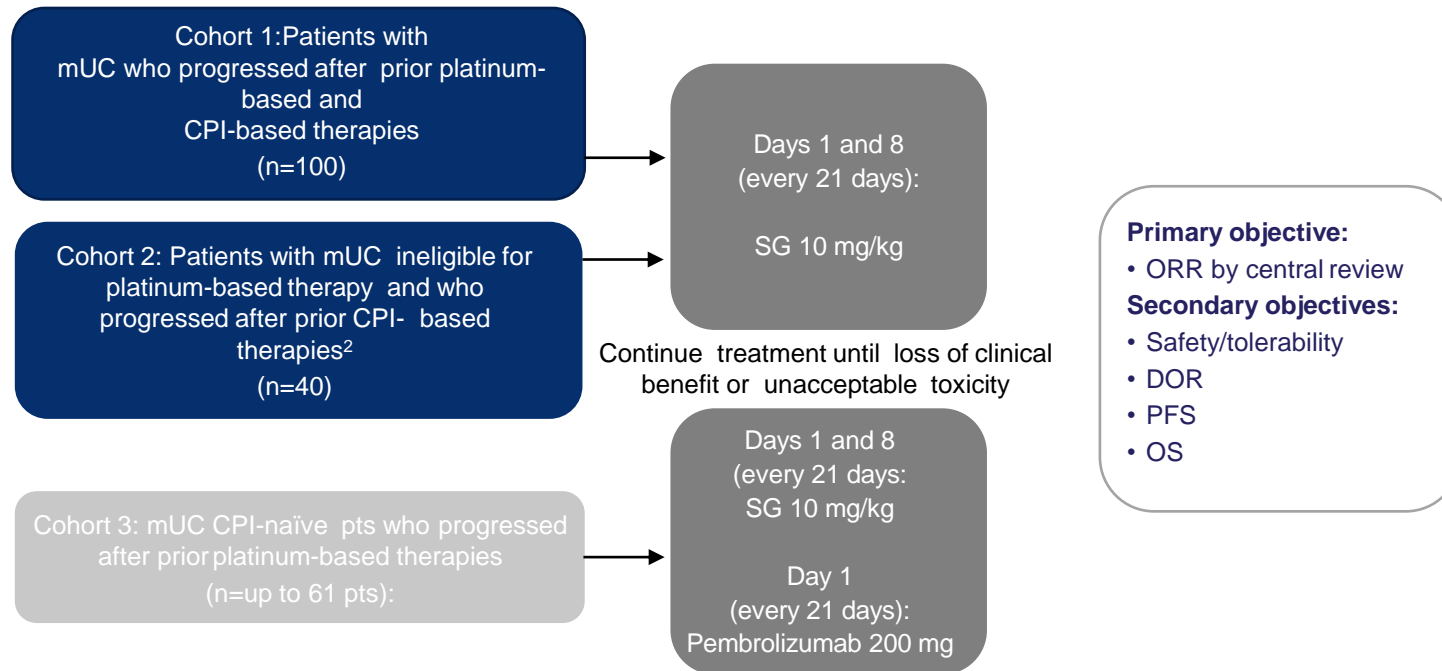 Cohort 1:Patients with
mUC who progressed after prior platinum-
based and
CPI-based therapies
(n=100)
Cohort 2: Patients with mUC ineligible for
platinum-based therapy and who
progressed after prior CPI- based
therapies²
(n=40)
Cohort 3: mUC CPI-naïve pts who progressed
after prior platinum-based therapies
(n=up to 61 pts):
Days 1 and 8
(every 21 days):
SG 10 mg/kg
Continue treatment until loss of clinical
benefit or unacceptable toxicity
Days 1 and 8
(every 21 days:
SG 10 mg/kg
Day 1
(every 21 days):
Pembrolizumab 200 mg
Primary objective:
• ORR by central review
Secondary objectives:
• Safety/tolerability
• DOR
• PFS
• OS